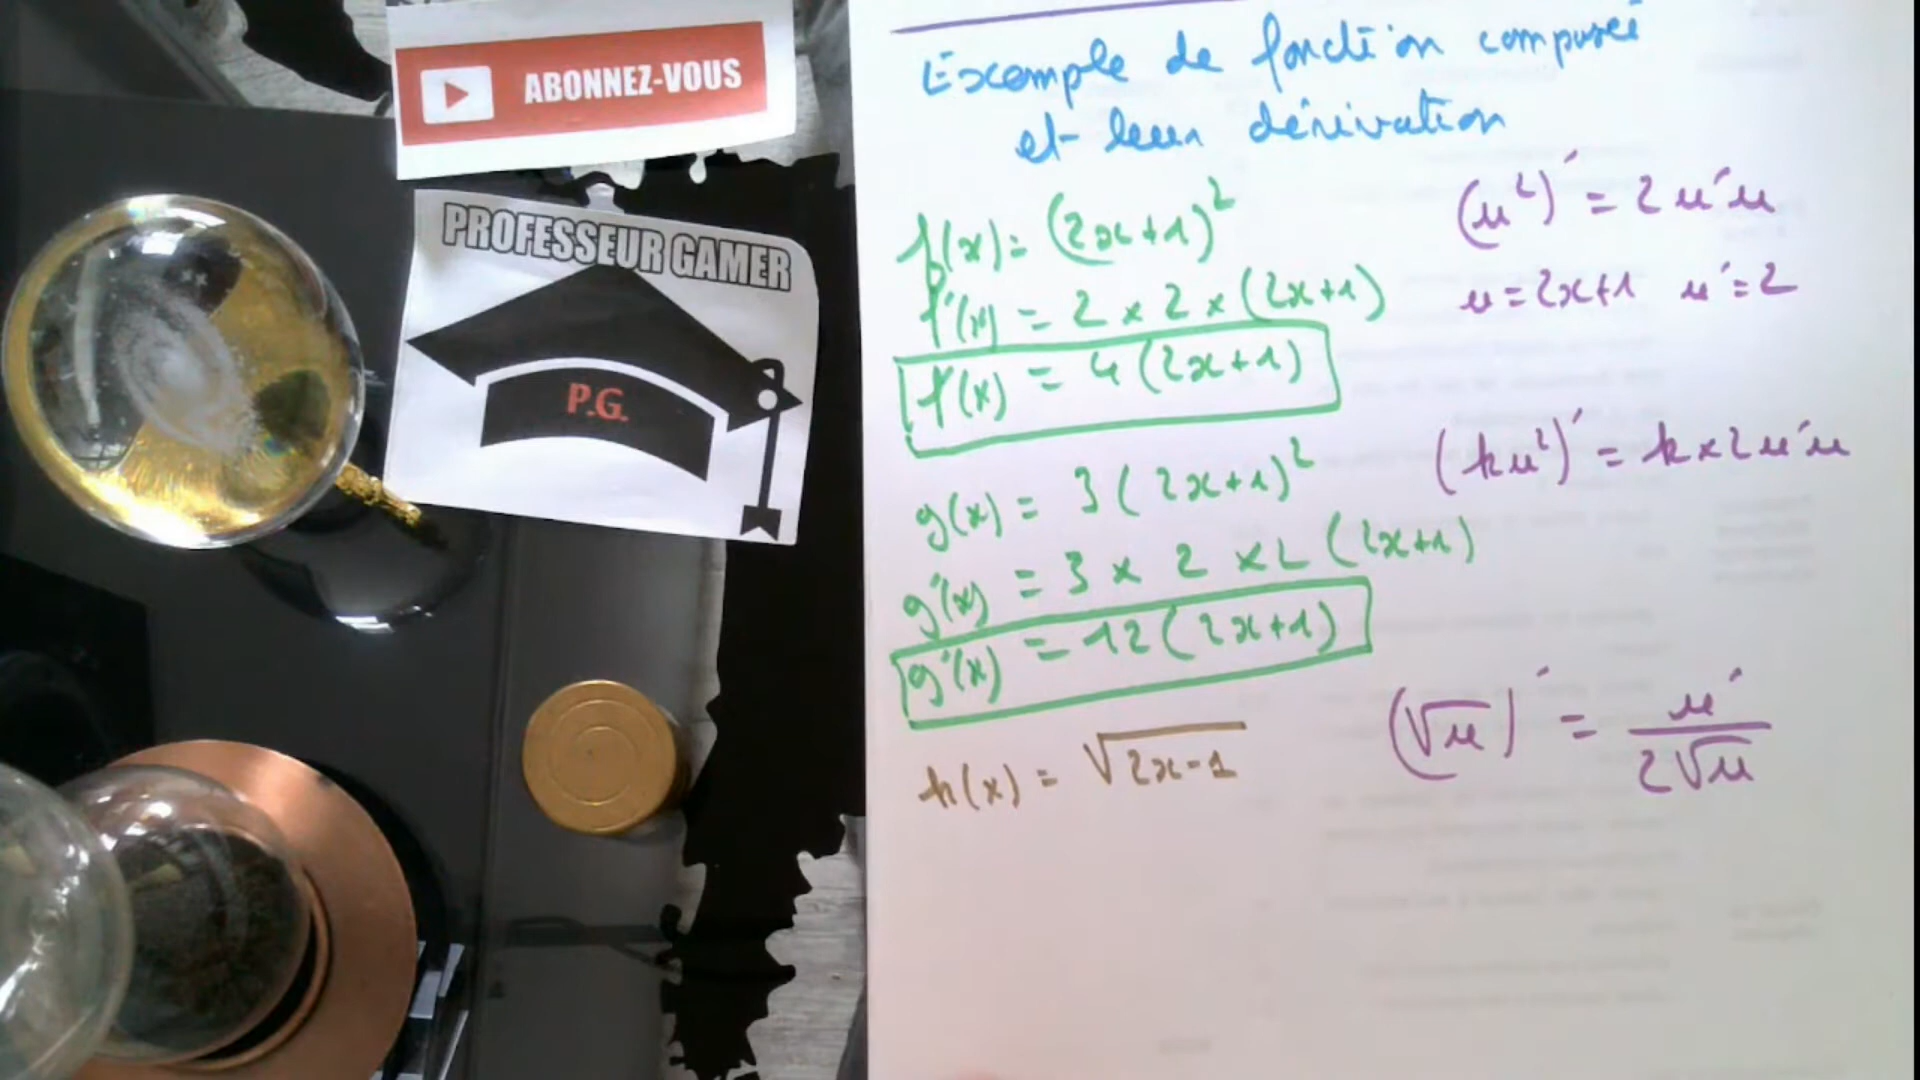 ABONNEZ-VOUS
PROFESSEUR GAMER
P.G.
Exemple de fonction composée
et leur dérivation
f(x) = (2x+1)²
(u²)' = 2u'u
f'(x) = 2 × 2 × (2x+1)
u = 2x+1 u' = 2
f'(x) = 4(2x+1)
g(x) = 3(2x+1)²
(ku²)' = k×2u'u
g'(x) = 3 × 2 × 2 (2x+1)
g'(x) = 12(2x+1)
h(x) = √(2x-1)
(√u)' = u'/(2√u)